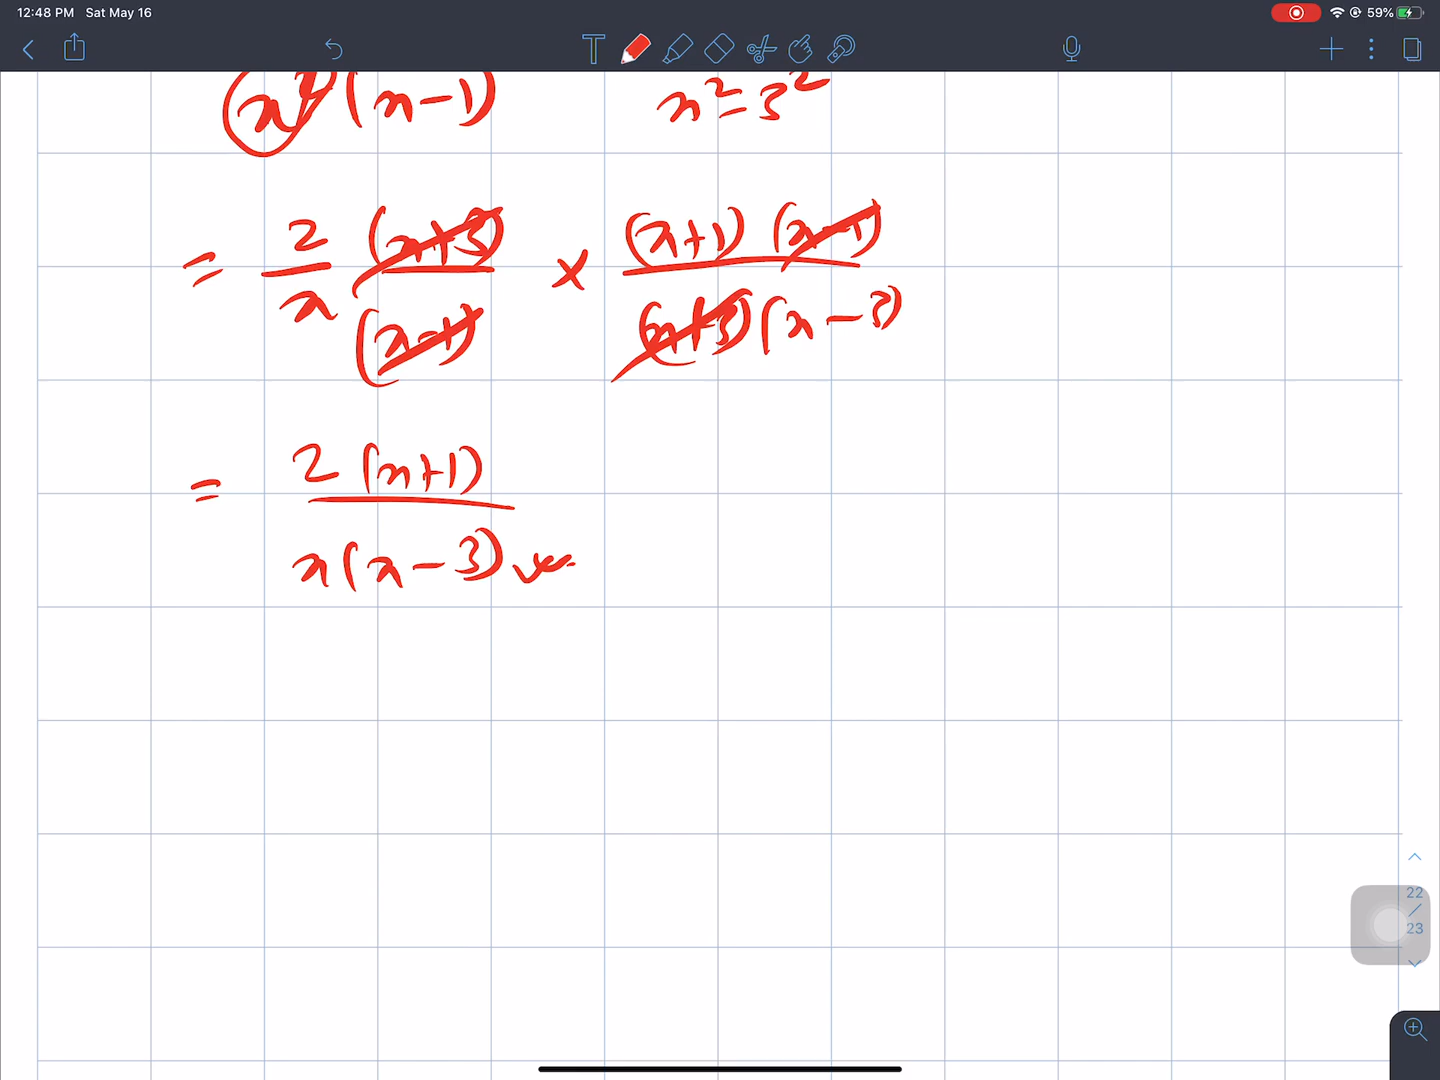 12:48 PM Sat May 16
59%
x² (x-1) x² - 3²
= 2/x (x+3)/(x-1) × (x+1) (x-1)/(x+3)(x-3)
= 2 (x+1)
x(x-3)
22
/
23